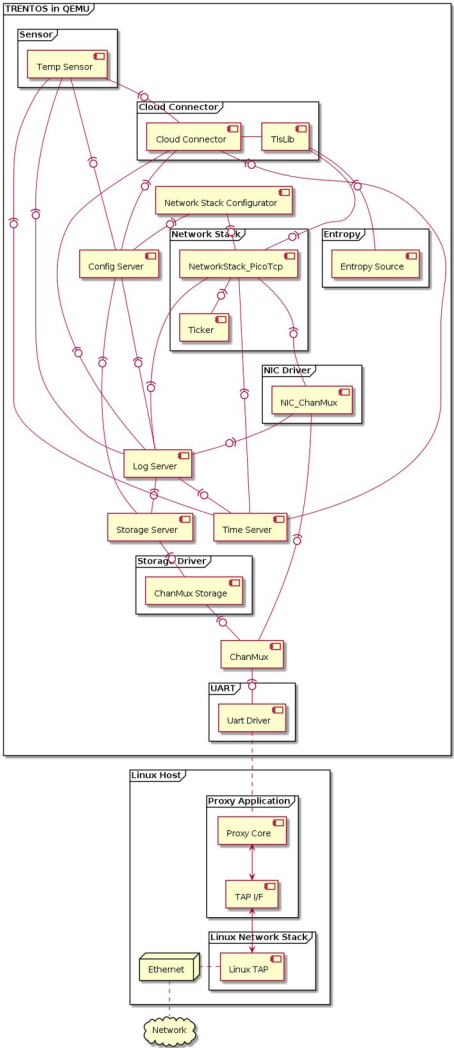 TRENTOS in QEMU
Sensor
Temp Sensor
Cloud Connector
Cloud Connector
TlsLib
Network Stack Configurator
Network Stack
Entropy
Config Server
NetworkStack_PicoTcp
Entropy Source
Ticker
NIC Driver
NIC_ChanMux
Log Server
Storage Server
Time Server
Storage Driver
ChanMux Storage
ChanMux
UART
Uart Driver
Linux Host
Proxy Application
Proxy Core
TAP I/F
Linux Network Stack
Ethernet
Linux TAP
Network